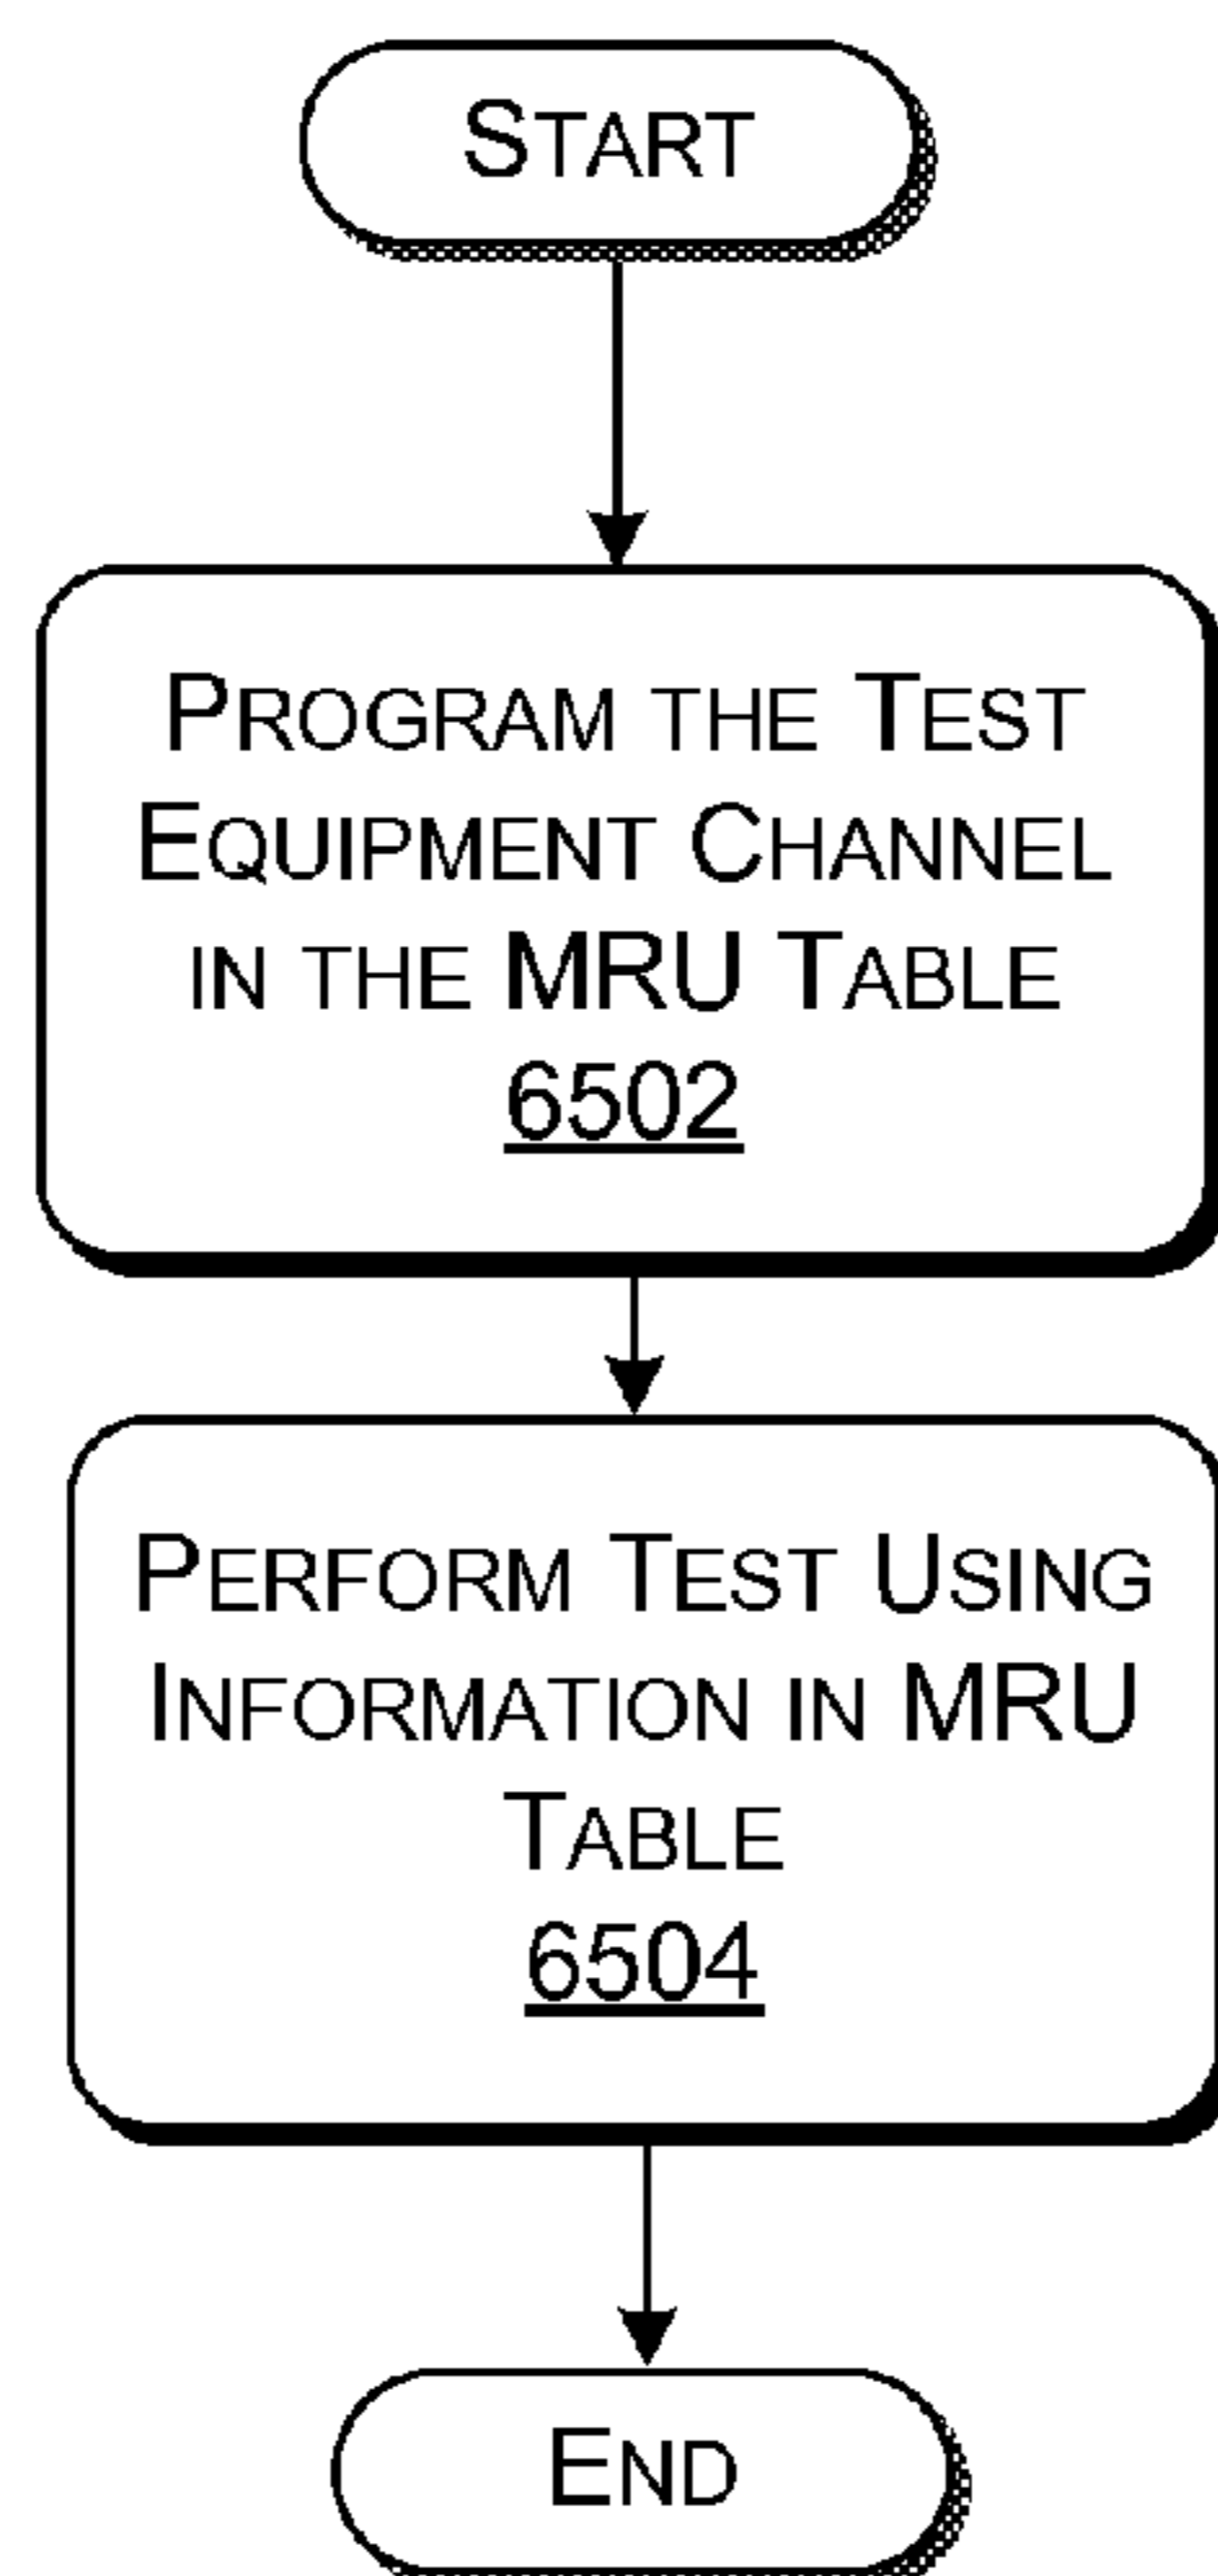 START
PROGRAM THE TEST
EQUIPMENT CHANNEL
IN THE MRU TABLE
6502
PERFORM TEST USING
INFORMATION IN MRU
TABLE
6504
END